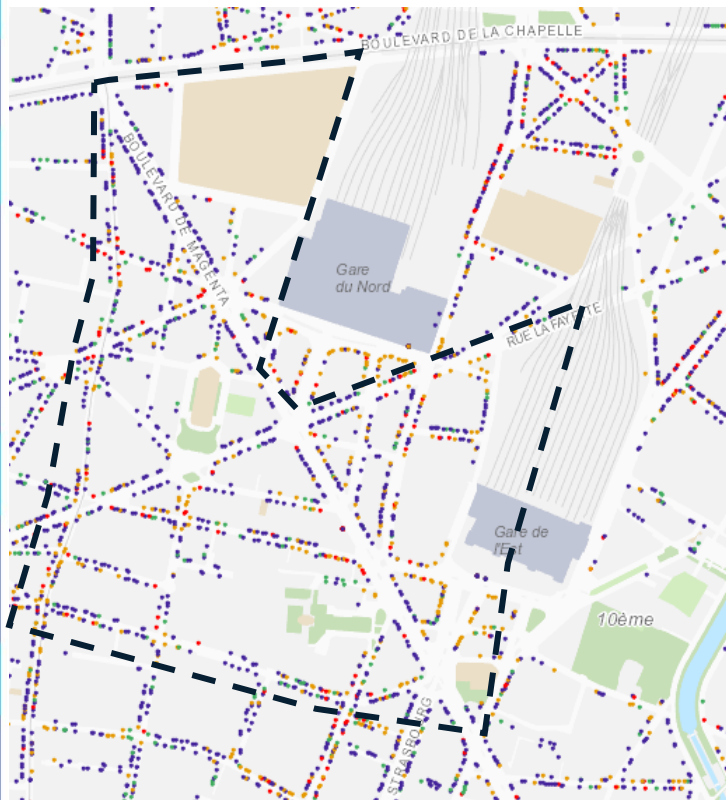 BOULEVARD DE LA CHAPELLE
BOULEVARD DE MAGENTA
Gare
du Nord
RUE LA FAYETTE
Gare de
l'Est
10ème
STRASBOURG